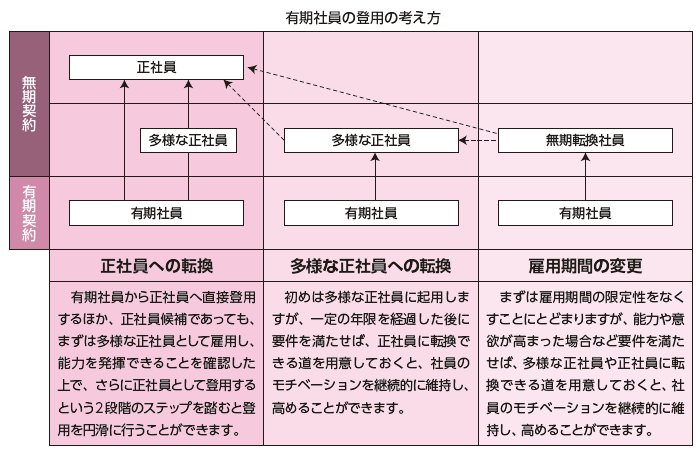 有期社員の登用の考え方
無期契約
正社員
多様な正社員
多様な正社員
無期転換社員
有期契約
有期社員
有期社員
有期社員
正社員への転換
有期社員から正社員へ直接登用
するほか、正社員候補であっても、
まずは多様な正社員として雇用し、
能力を発揮できることを確認した
上で、さらに正社員として登用する
という2段階のステップを踏むと登
用を円滑に行うことができます。
多様な正社員への転換
初めは多様な正社員に起用しま
すが、一定の年限を経過した後に
要件を満たせば、正社員に転換で
きる道を用意しておくと、社員の
モチベーションを継続的に維持し、
高めることができます。
雇用期間の変更
まずは雇用期間の限定性をなく
すことにとどまりますが、能力や意
欲が高まった場合など要件を満た
せば、多様な正社員や正社員に転
換できる道を用意しておくと、社
員のモチベーションを継続的に維
持し、高めることができます。